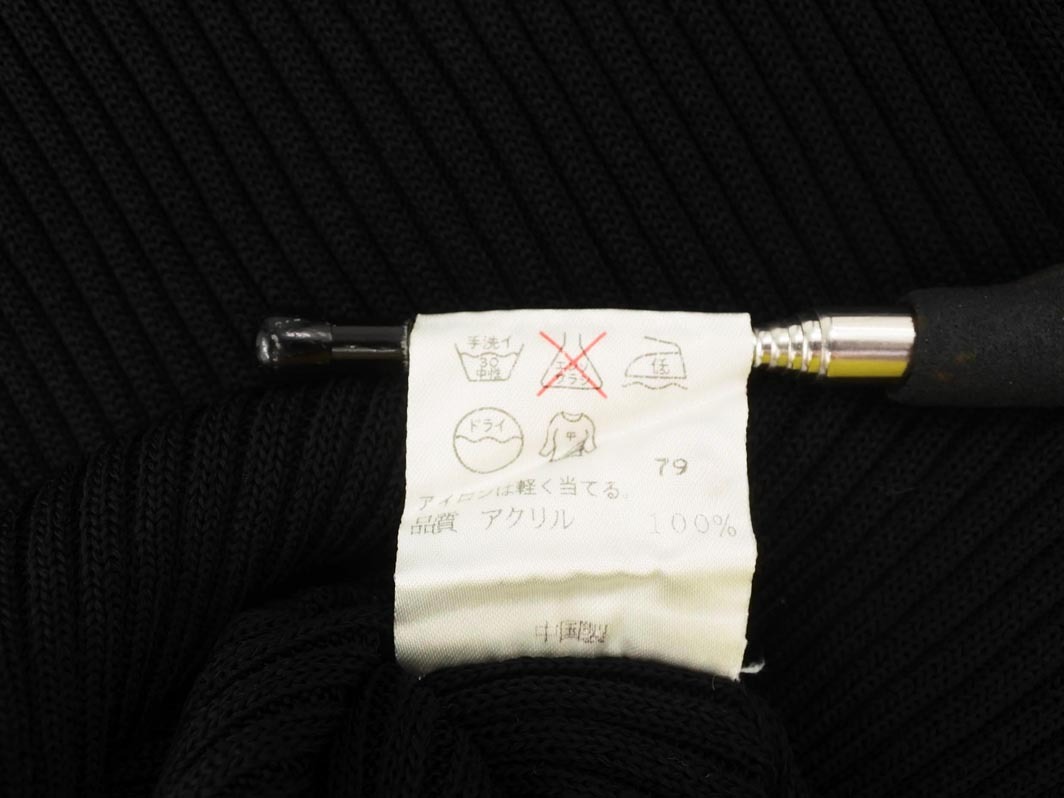 手洗イ
30
中性
エンソ
サラシ
低
ドライ
平
79
アイロンは軽く当てる。
品質 アクリル 100%
中国製